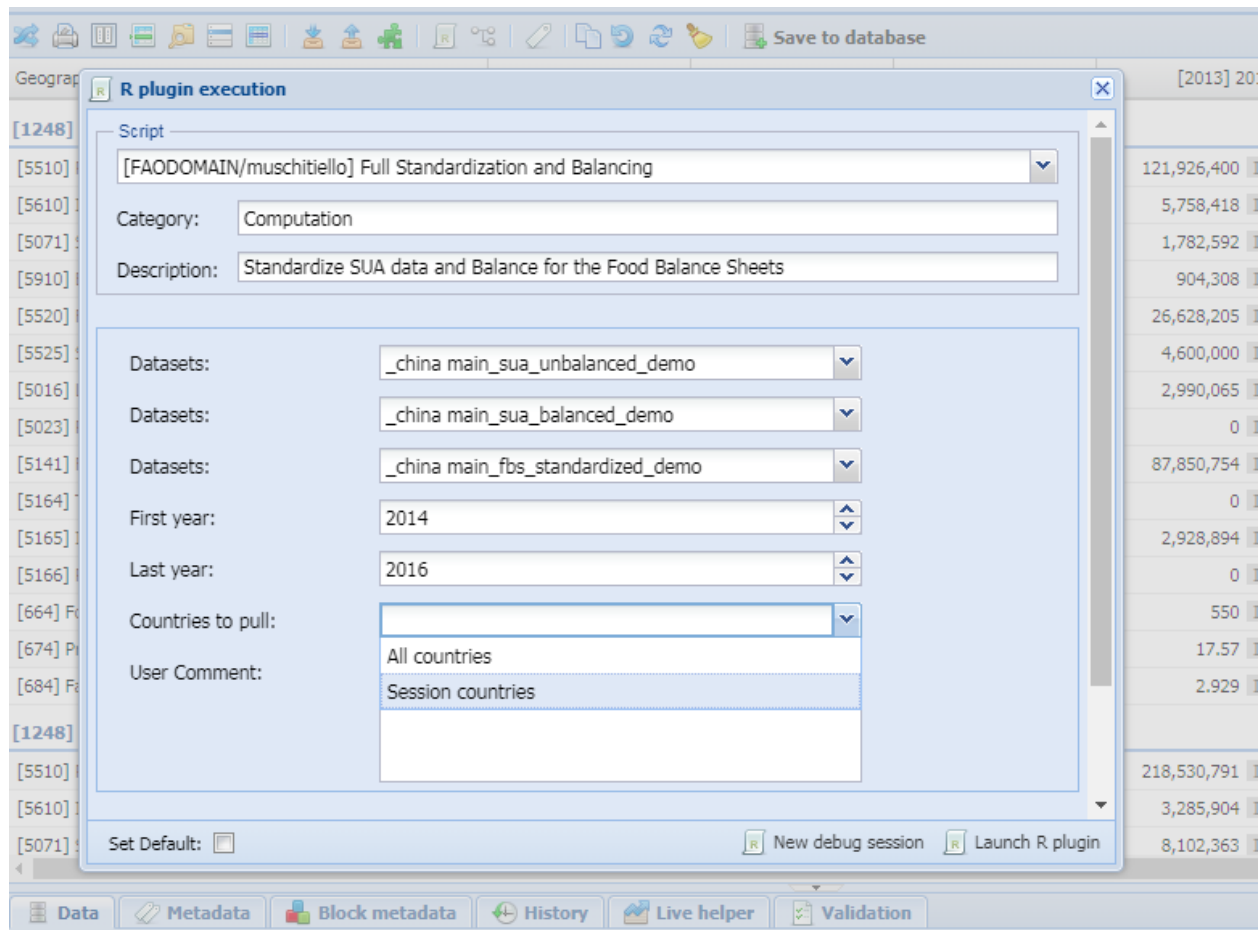 Save to database
Geograp
[2013] 201
R plugin execution
[1248]
Script
[5510]
[FAODOMAIN/muschitiello] Full Standardization and Balancing
121,926,400
[5610]
Category: Computation
5,758,418
[5071]
Description: Standardize SUA data and Balance for the Food Balance Sheets
1,782,592
[5910]
904,308
[5520]
26,628,205
[5525]
Datasets: _china main_sua_unbalanced_demo
4,600,000
[5016]
Datasets: _china main_sua_balanced_demo
2,990,065
[5023]
0
[5141]
Datasets: _china main_fbs_standardized_demo
87,850,754
[5164]
First year: 2014
0
[5165]
2,928,894
[5166]
Last year: 2016
0
[664] Fo
Countries to pull:
550
[674] Pr
All countries
17.57
User Comment:
[684] Fa
Session countries
2.929
[1248]
[5510]
218,530,791
[5610]
3,285,904
[5071]
Set Default:
New debug session
Launch R plugin
8,102,363
Data
Metadata
Block metadata
History
Live helper
Validation